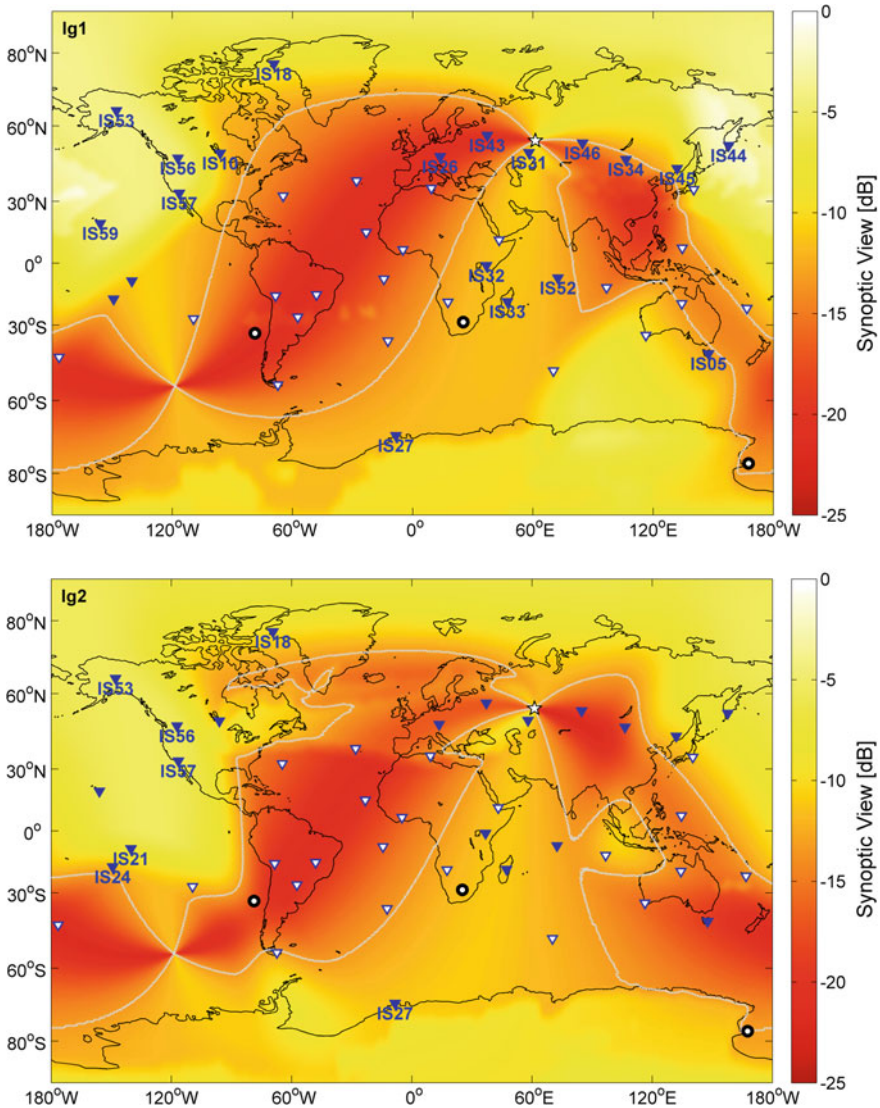 Ig1
80°N
60°N
30°N
0°
30°S
60°S
80°S
180°W
120°W
60°W
0°
60°E
120°E
180°W
IS18
IS53
IS10
IS56
IS57
IS59
IS43
IS26
IS31
IS46
IS34
IS45
IS44
IS32
IS33
IS52
IS05
IS27
0
-5
-10
-15
-20
-25
Synoptic View [dB]
Ig2
80°N
60°N
30°N
0°
30°S
60°S
80°S
180°W
120°W
60°W
0°
60°E
120°E
180°W
IS18
IS53
IS56
IS57
IS21
IS24
IS27
0
-5
-10
-15
-20
-25
Synoptic View [dB]